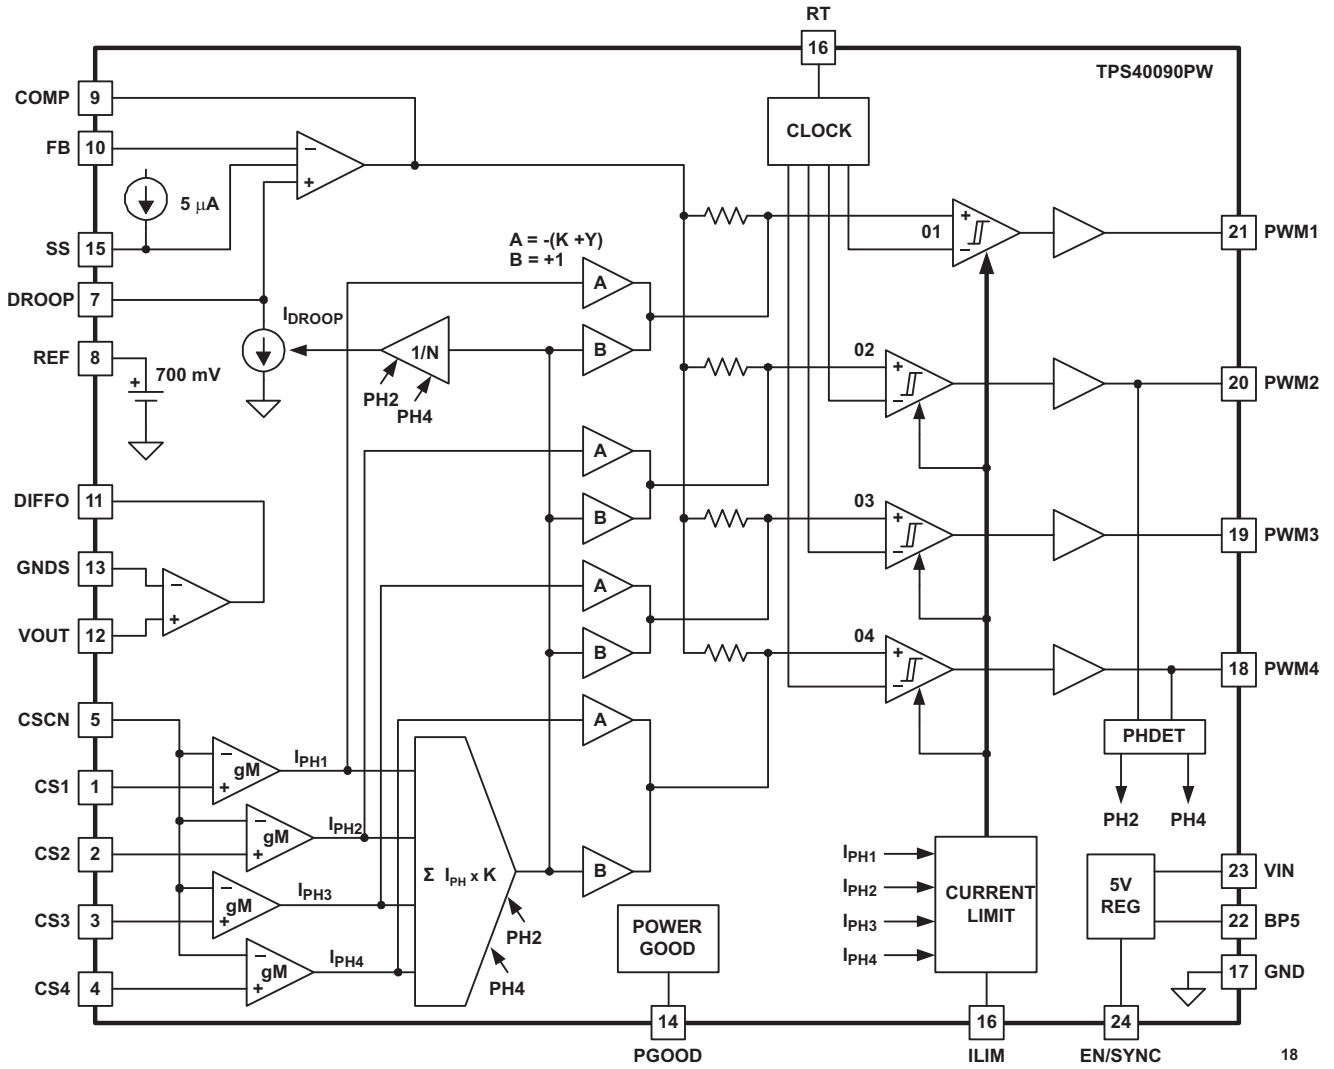 RT
16
TPS40090PW
COMP 9
CLOCK
FB 10
−
+
5 μA
SS 15
A = -(K +Y)
B = +1
01
+
−
21 PWM1
DROOP 7
A
IDROOP
REF 8
1/N
B
02
+
−
20 PWM2
+
700 mV
PH2
PH4
A
DIFFO 11
B
03
+
−
19 PWM3
GNDS 13
−
+
VOUT 12
A
B
04
+
−
18 PWM4
CSCN 5
A
PHDET
−
gM
+
IPH1
CS1 1
PH2
PH4
−
gM
+
IPH2
CS2 2
Σ IPH x K
B
IPH1
IPH2
IPH3
IPH4
CURRENT
LIMIT
5V
REG
23 VIN
22 BP5
−
gM
+
IPH3
CS3 3
PH2
PH4
POWER
GOOD
−
gM
+
IPH4
CS4 4
17 GND
14
PGOOD
16
ILIM
24
EN/SYNC
18